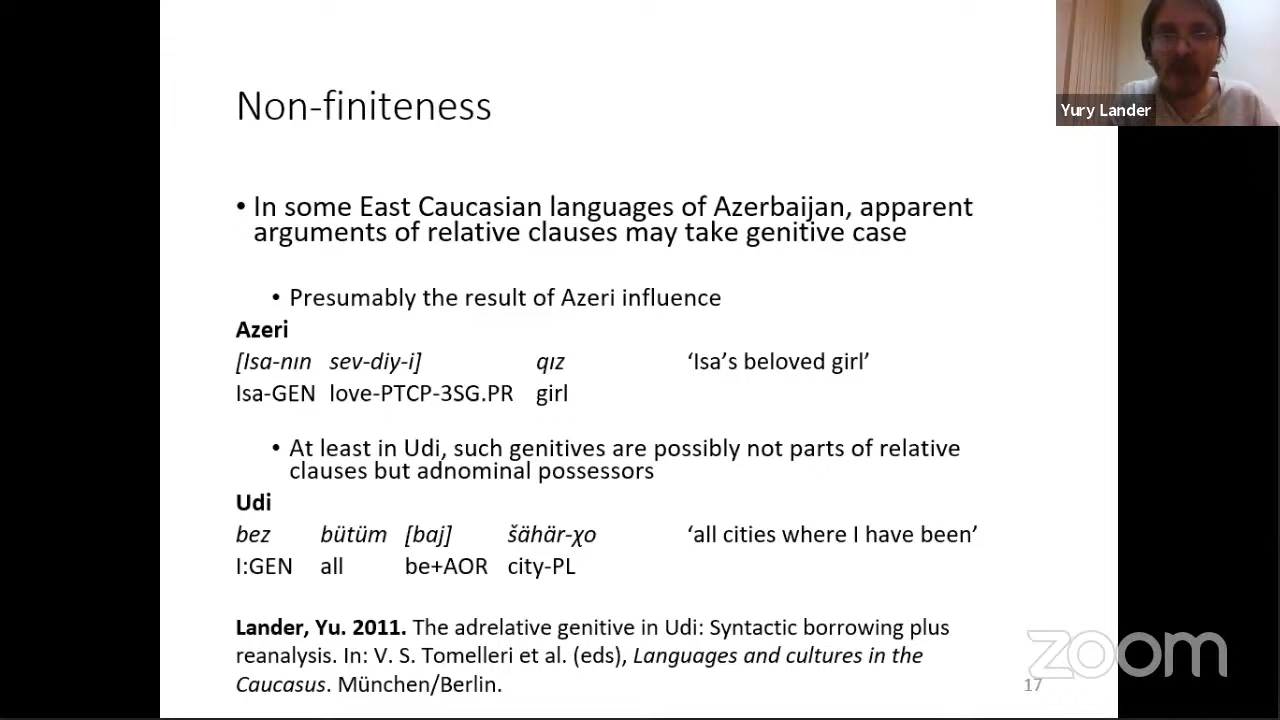 Non-finiteness
Yury Lander
• In some East Caucasian languages of Azerbaijan, apparent
arguments of relative clauses may take genitive case
• Presumably the result of Azeri influence
Azeri
[Isa-nın sev-diy-i] qız ‘Isa’s beloved girl’
Isa-GEN love-PTCP-3SG.PR girl
• At least in Udi, such genitives are possibly not parts of relative
clauses but adnominal possessors
Udi
bez bütüm [baj] šähär-χo ‘all cities where I have been’
I:GEN all be+AOR city-PL
Lander, Yu. 2011. The adrelative genitive in Udi: Syntactic borrowing plus
reanalysis. In: V. S. Tomelleri et al. (eds), Languages and cultures in the
Caucasus. München/Berlin.
zoom
17